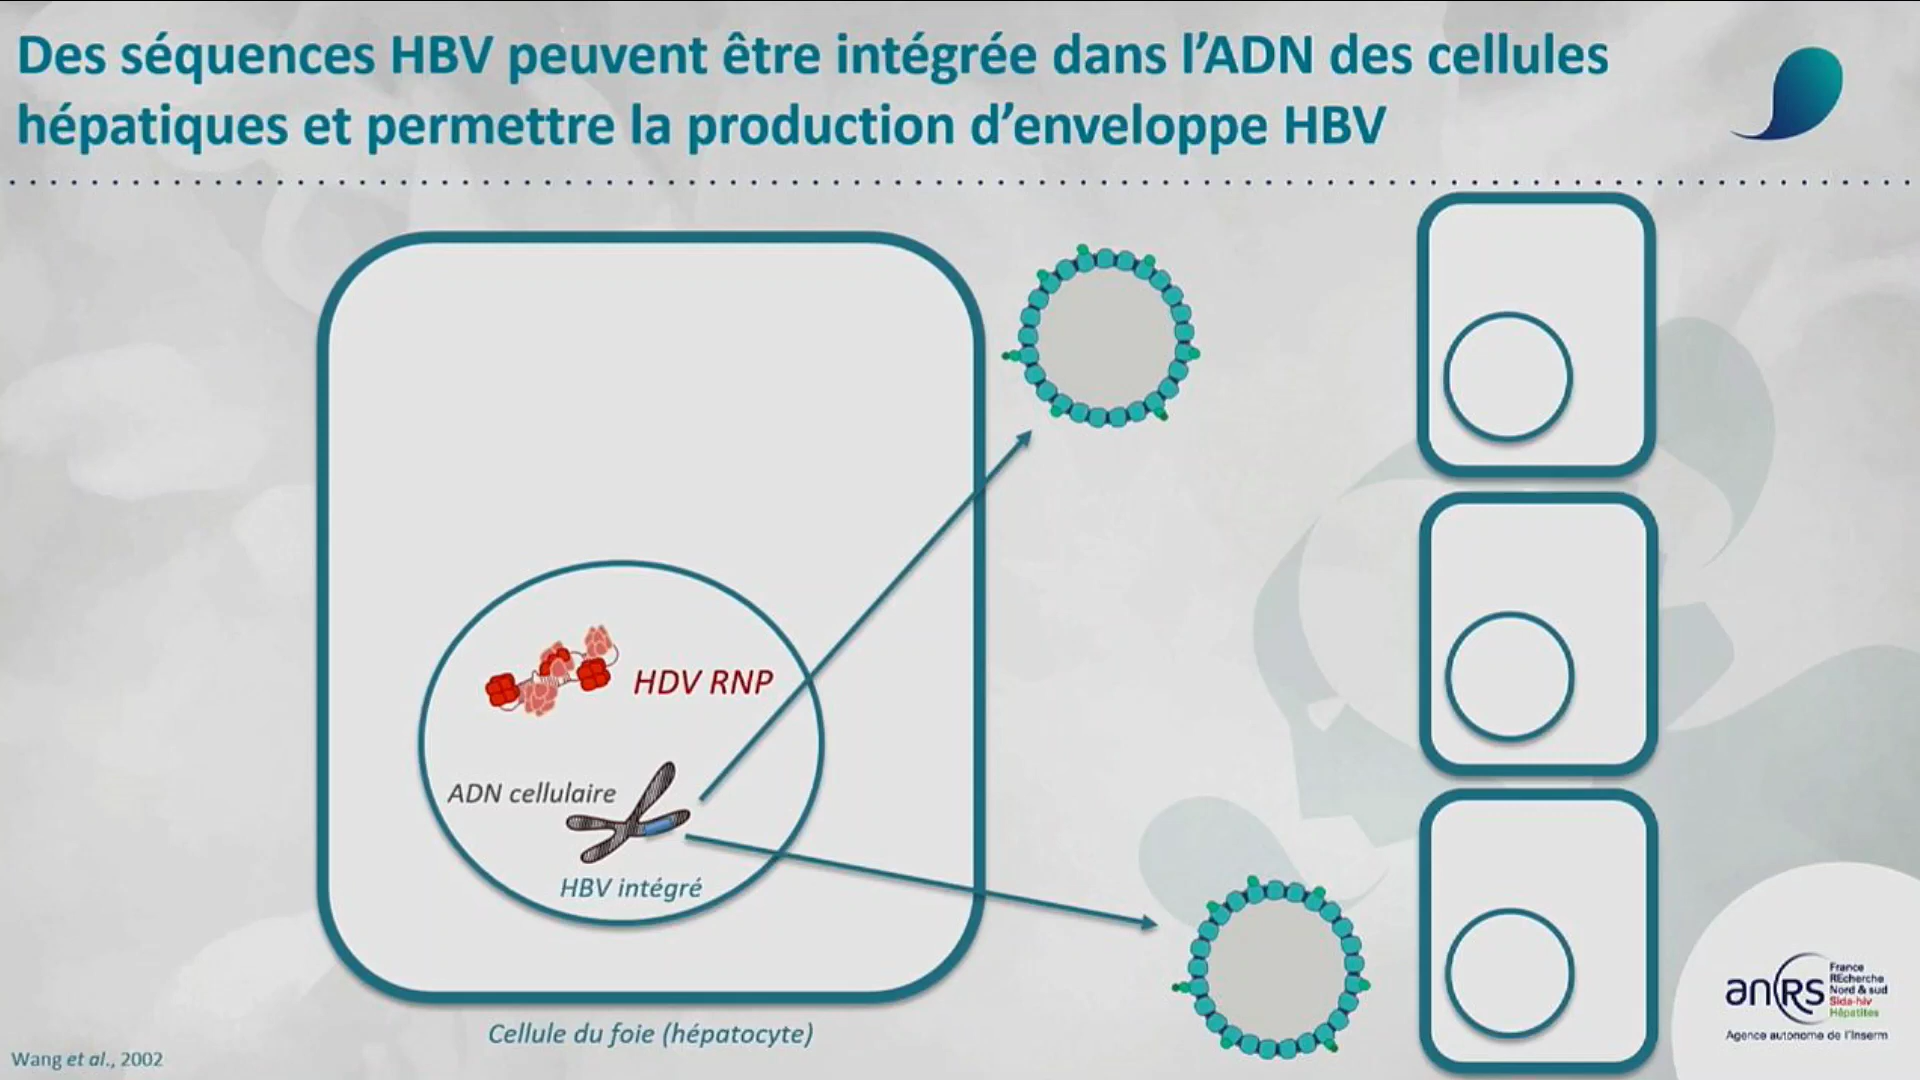 Des séquences HBV peuvent être intégrée dans l'ADN des cellules
hépatiques et permettre la production d'enveloppe HBV
HDV RNP
ADN cellulaire
HBV intégré
Cellule du foie (hépatocyte)
Wang et al., 2002
anRS
France
REcherche
Nord & sud
Sida-hiv
Hépatites
Agence autonome de l'Inserm